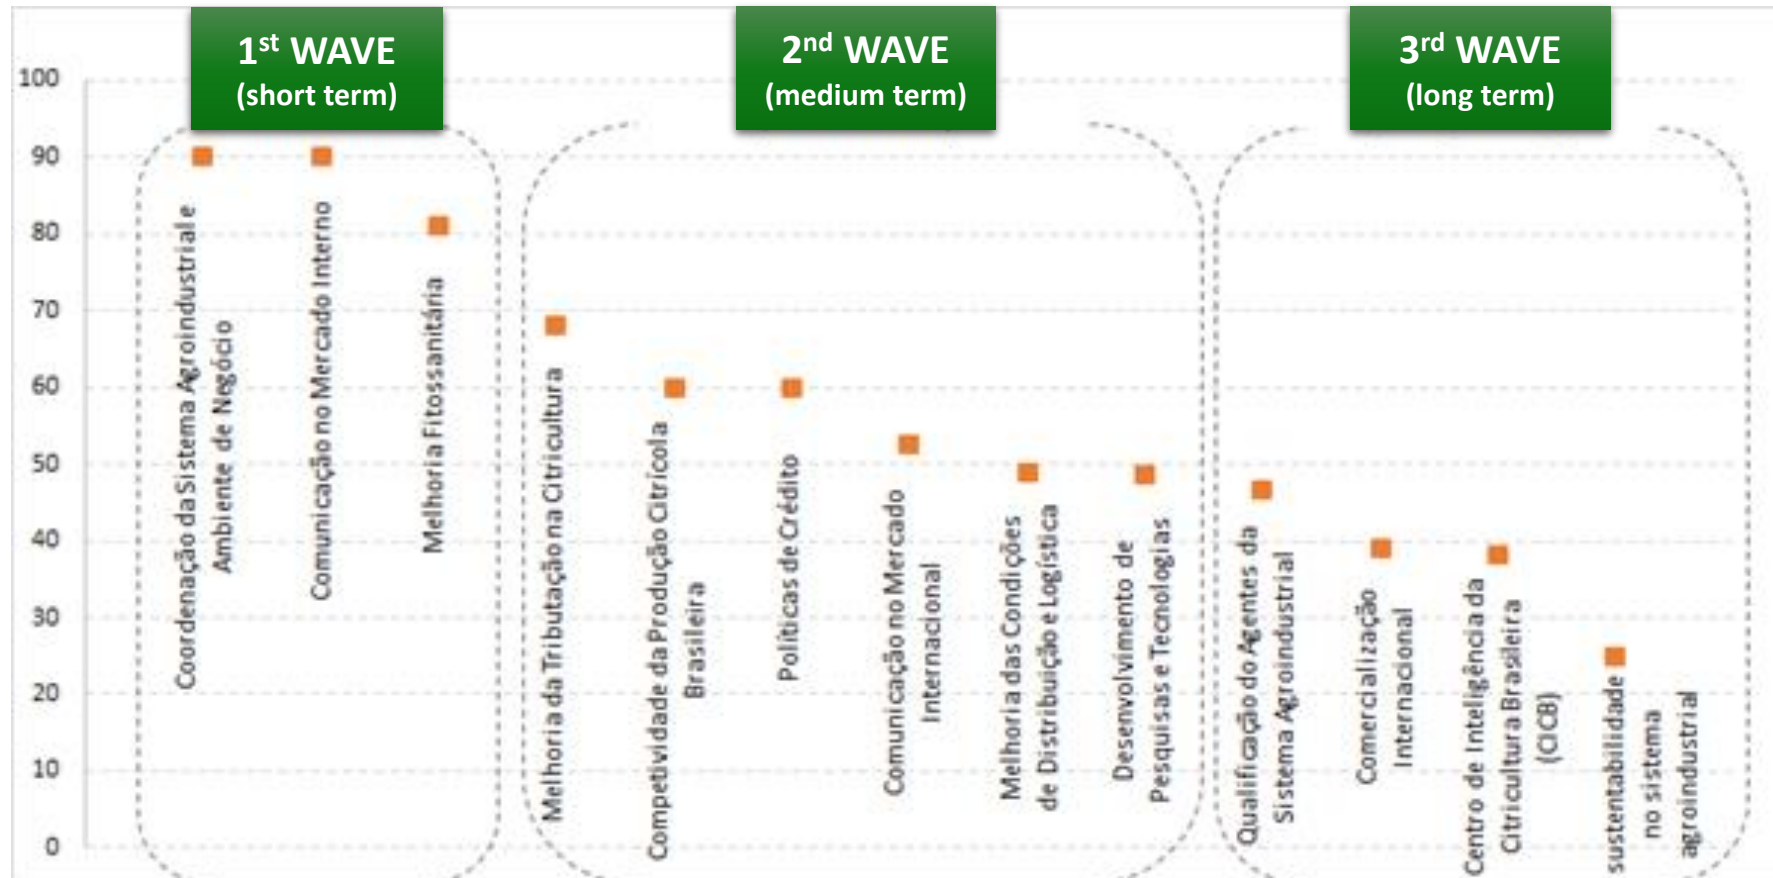 1st WAVE
(short term)
2nd WAVE
(medium term)
3rd WAVE
(long term)
100
90
80
70
60
50
40
30
20
10
0
Coordenação da Sistema Agroindustrial e
Ambiente de Negócio
Comunicação no Mercado Interno
Melhoria Fitossanitária
Melhoria da Tributação na Citricultura
Competividade da Produção Citrícola
Brasileira
Políticas de Crédito
Comunicação no Mercado
Internacional
Melhoria das Condições
de Distribuição e Logística
Desenvolvimento de
Pesquisas e Tecnologias
Qualificação do Agentes da
Sistema Agroindustrial
Comercialização
Internacional
Centro de Inteligência da
Citricultura Brasileira
(CICB)
sustentabilidade
no sistema
agroindustrial